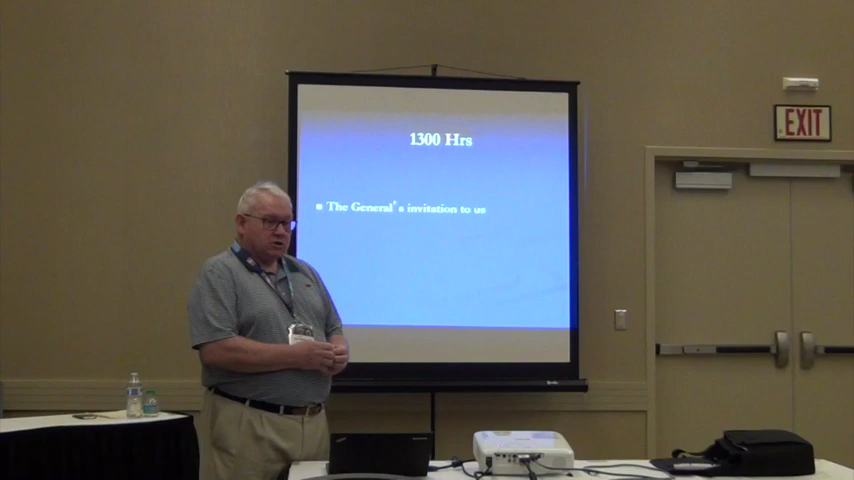 1300 Hrs
EXIT
▪ The General's invitation to us